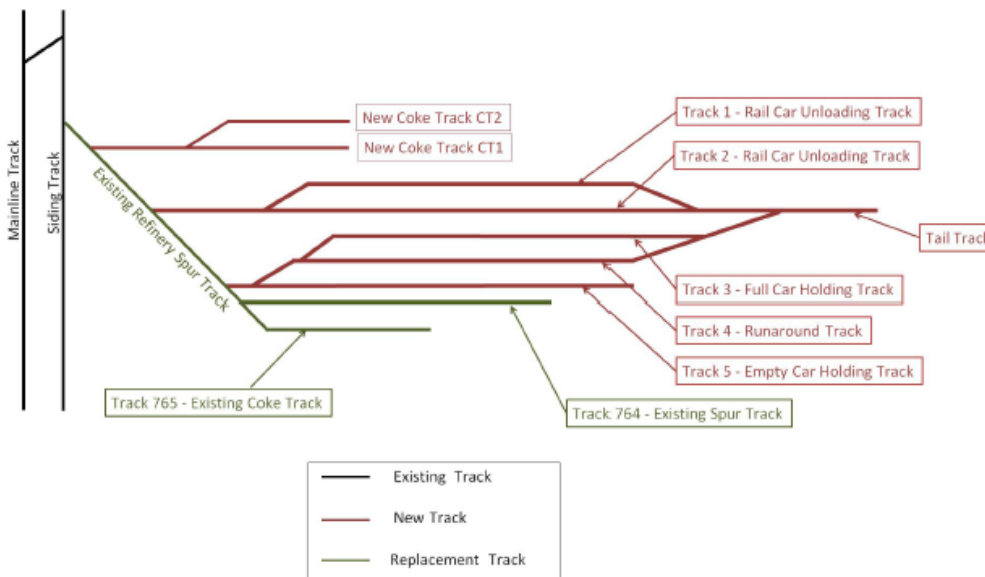 New Coke Track CT2
New Coke Track CT1
Track 1 - Rail Car Unloading Track
Track 2 - Rail Car Unloading Track
Mainline Track
Siding Track
Existing Refinery Spur Track
Tail Track
Track 3 - Full Car Holding Track
Track 4 - Runaround Track
Track 5 - Empty Car Holding Track
Track 765 - Existing Coke Track
Track 764 - Existing Spur Track
Existing Track
New Track
Replacement Track